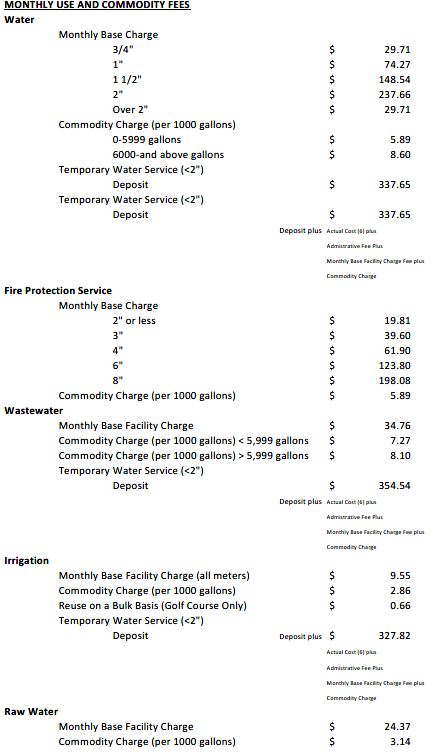 MONTHLY USE AND COMMODITY FEES
Water
Monthly Base Charge
3/4" $ 29.71
1" $ 74.27
1 1/2" $ 148.54
2" $ 237.66
Over 2" $ 29.71
Commodity Charge (per 1000 gallons)
0-5999 gallons $ 5.89
6000-and above gallons $ 8.60
Temporary Water Service (<2")
Deposit $ 337.65
Temporary Water Service (<2")
Deposit $ 337.65
Deposit plus Actual Cost (6) plus
Admistrative Fee Plus
Monthly Base Facility Charge Fee plus
Commodity Charge
Fire Protection Service
Monthly Base Charge
2" or less $ 19.81
3" $ 39.60
4" $ 61.90
6" $ 123.80
8" $ 198.08
Commodity Charge (per 1000 gallons) $ 5.89
Wastewater
Monthly Base Facility Charge $ 34.76
Commodity Charge (per 1000 gallons) < 5,999 gallons $ 7.27
Commodity Charge (per 1000 gallons) > 5,999 gallons $ 8.10
Temporary Water Service (<2")
Deposit $ 354.54
Deposit plus Actual Cost (6) plus
Admistrative Fee Plus
Monthly Base Facility Charge Fee plus
Commodity Charge
Irrigation
Monthly Base Facility Charge (all meters) $ 9.55
Commodity Charge (per 1000 gallons) $ 2.86
Reuse on a Bulk Basis (Golf Course Only) $ 0.66
Temporary Water Service (<2")
Deposit Deposit plus $ 327.82
Actual Cost (6) plus
Admistrative Fee Plus
Monthly Base Facility Charge Fee plus
Commodity Charge
Raw Water
Monthly Base Facility Charge $ 24.37
Commodity Charge (per 1000 gallons) $ 3.14